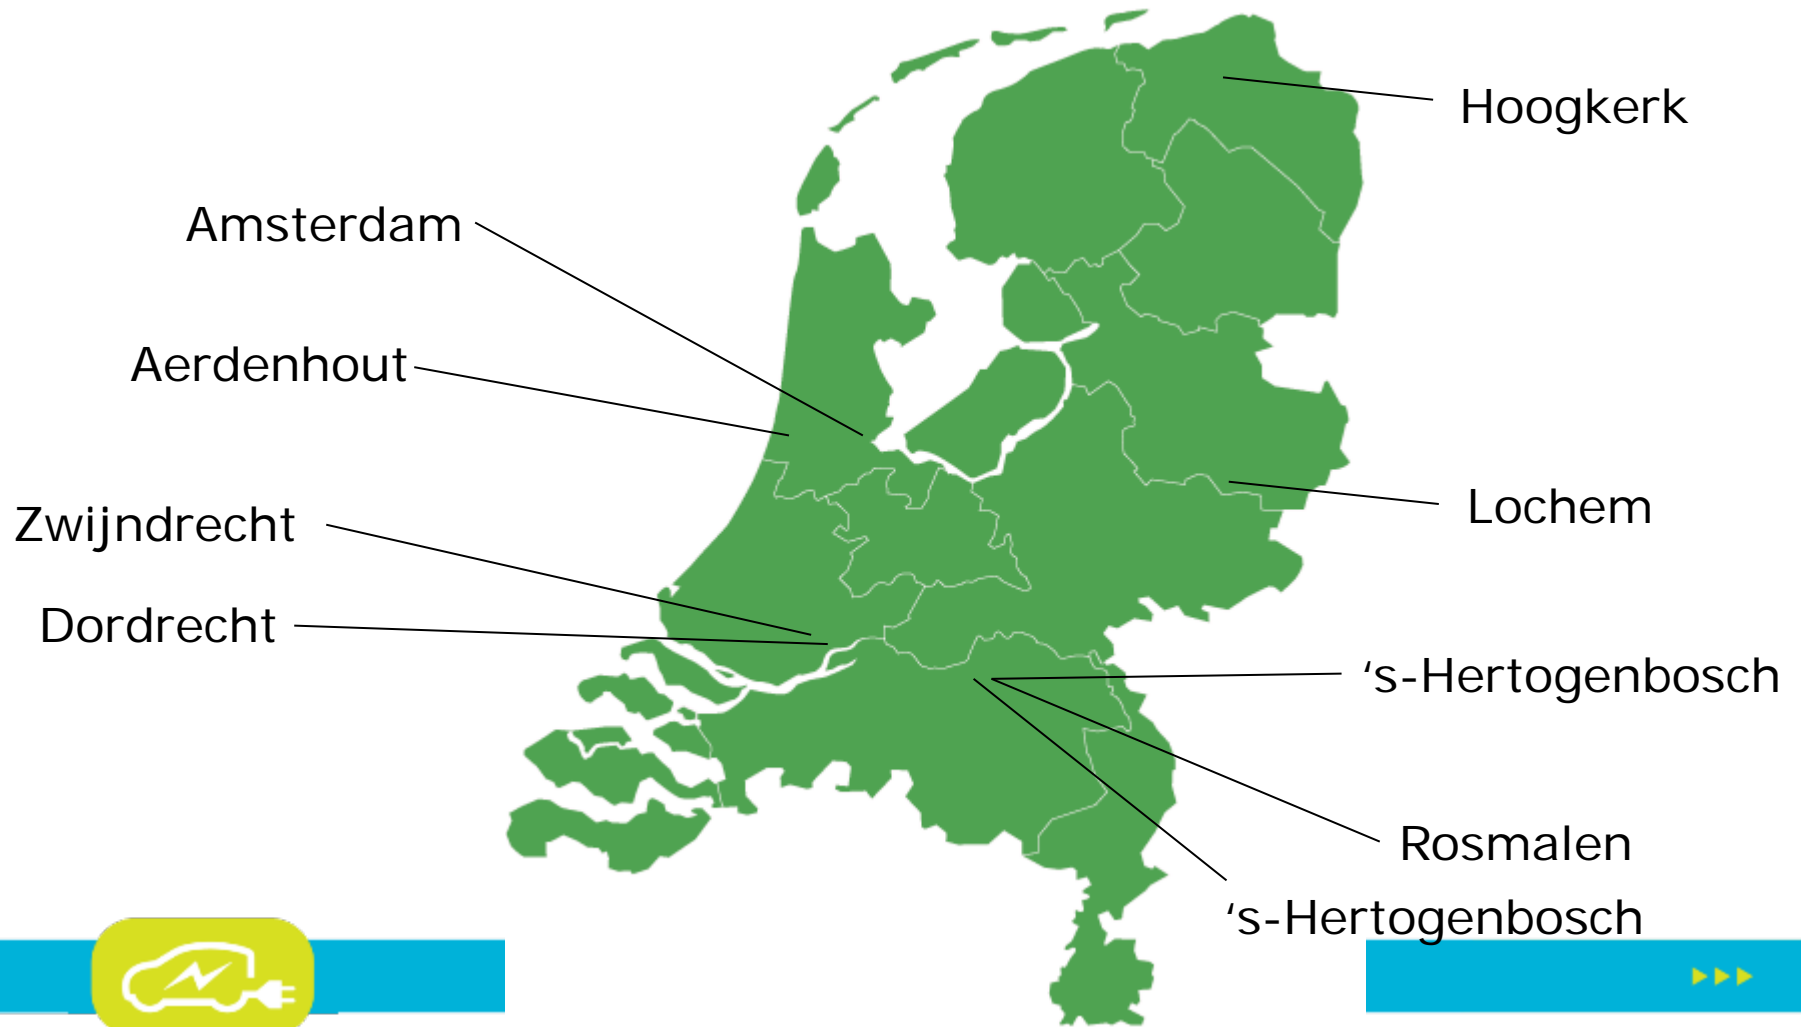 Hoogkerk
Amsterdam
Aerdenhout
Zwijndrecht
Lochem
Dordrecht
‘s-Hertogenbosch
Rosmalen
‘s-Hertogenbosch